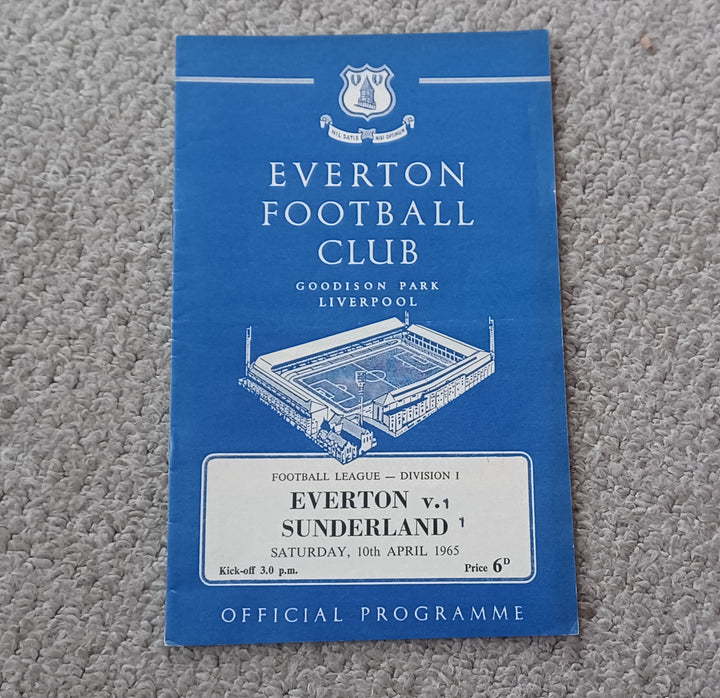 NIL SATIS NISI OPTIMUM
EVERTON
FOOTBALL
CLUB
GOODISON PARK
LIVERPOOL
FOOTBALL LEAGUE — DIVISION I
EVERTON v. 1
SUNDERLAND 1
SATURDAY, 10th APRIL 1965
Kick-off 3.0 p.m. Price 6D
OFFICIAL PROGRAMME